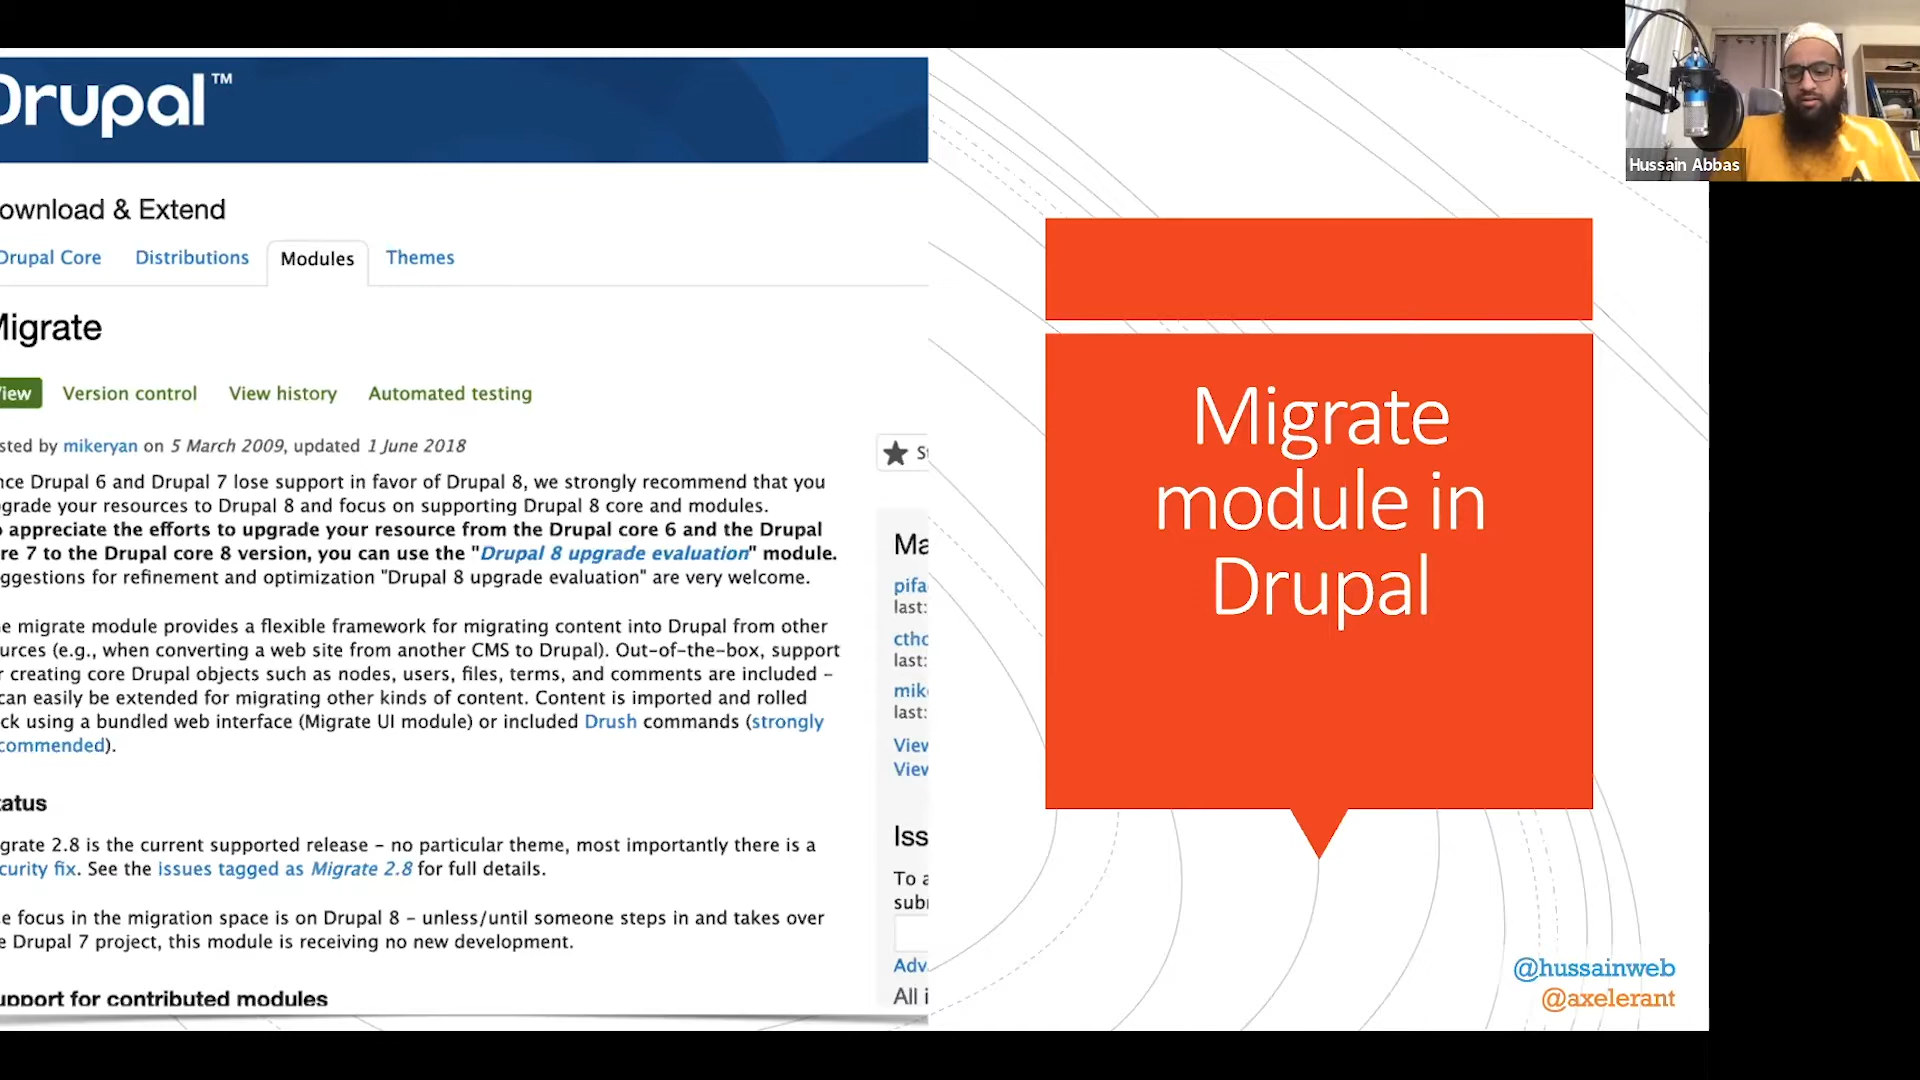 Drupal™
ownload & Extend
Drupal Core Distributions Modules Themes
Migrate
View Version control View history Automated testing
sted by mikeryan on 5 March 2009, updated 1 June 2018
nce Drupal 6 and Drupal 7 lose support in favor of Drupal 8, we strongly recommend that you
grade your resources to Drupal 8 and focus on supporting Drupal 8 core and modules.
o appreciate the efforts to upgrade your resource from the Drupal core 6 and the Drupal
re 7 to the Drupal core 8 version, you can use the "Drupal 8 upgrade evaluation" module.
ggestions for refinement and optimization "Drupal 8 upgrade evaluation" are very welcome.
e migrate module provides a flexible framework for migrating content into Drupal from other
urces (e.g., when converting a web site from another CMS to Drupal). Out-of-the-box, support
r creating core Drupal objects such as nodes, users, files, terms, and comments are included –
can easily be extended for migrating other kinds of content. Content is imported and rolled
ck using a bundled web interface (Migrate UI module) or included Drush commands (strongly
commended).
tatus
grate 2.8 is the current supported release – no particular theme, most importantly there is a
curity fix. See the issues tagged as Migrate 2.8 for full details.
e focus in the migration space is on Drupal 8 – unless/until someone steps in and takes over
e Drupal 7 project, this module is receiving no new development.
upport for contributed modules
St
Ma
pifa
last:
cthc
last:
mik
last:
View
View
Iss
To a
subr
Adv
All i
Migrate
module in
Drupal
@hussainweb
@axelerant
Hussain Abbas